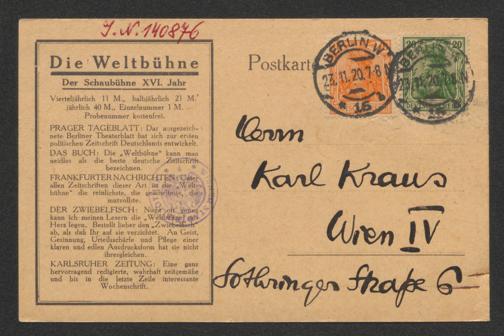 J.N. 140876
Die Weltbühne
Der Schaubühne XVI. Jahr
Vierteljährlich 11 M., halbjährlich 21 M.
jährlich 40 M., Einzelnummer 1 M.
Probenummer kostenfrei.
PRAGER TAGEBLATT: Das ausgezeich-
nete Berliner Theaterblatt hat sich zur ersten
politischen Zeitschrift Deutschlands entwickelt.
DAS BUCH: Die „Weltbühne“ kann man
neidlos als die beste deutsche Zeitschrift
bezeichnen.
FRANKFURTER NACHRICHTEN: Unter
allen Zeitschriften dieser Art ist die „Welt-
bühne“ die reinlichste, die
matvollste.
DER ZWIEBELFISCH: Nicht oft genug
kann ich meinen Lesern die „Weltbühne“ ans
Herz legen. Bestellt lieber den „Zwiebelfisch“
ab, als daß Ihr auf sie verzichtet. An Geist,
Gesinnung, Urteilsschärfe und Pflege einer
klaren und edlen Ausdrucksform hat sie nicht
ihresgleichen.
KARLSRUHER ZEITUNG: Eine ganz
hervorragend redigierte, wahrhaft zeitgemäße
und bis in die letzte Zeile interessante
Wochenschrift.
Postkarte
BERLIN W
23.11.20.7-8 N
15
20 20
Herrn
Karl Kraus
Wien IV
Lothringer Straße 6